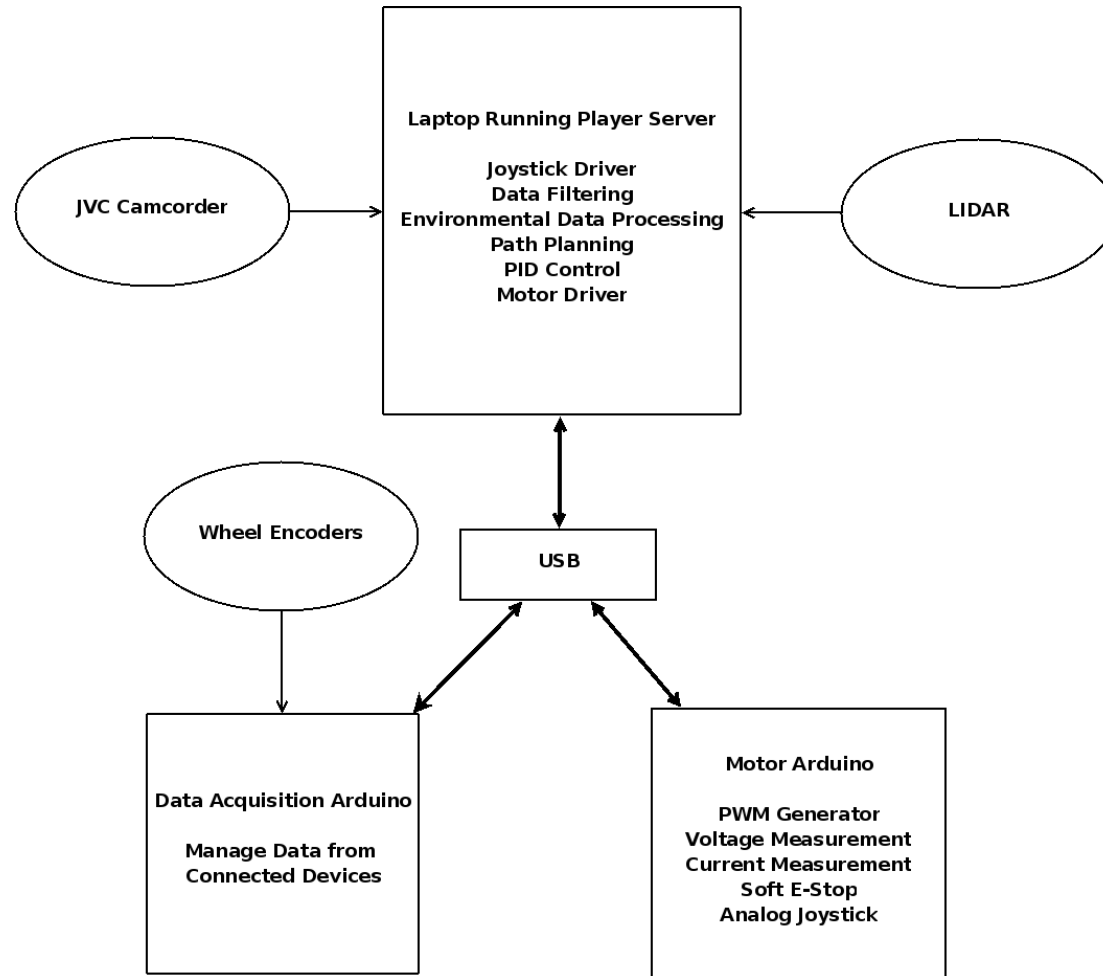 Laptop Running Player Server
Joystick Driver
Data Filtering
Environmental Data Processing
Path Planning
PID Control
Motor Driver
JVC Camcorder
LIDAR
Wheel Encoders
USB
Data Acquisition Arduino
Manage Data from
Connected Devices
Motor Arduino
PWM Generator
Voltage Measurement
Current Measurement
Soft E-Stop
Analog Joystick